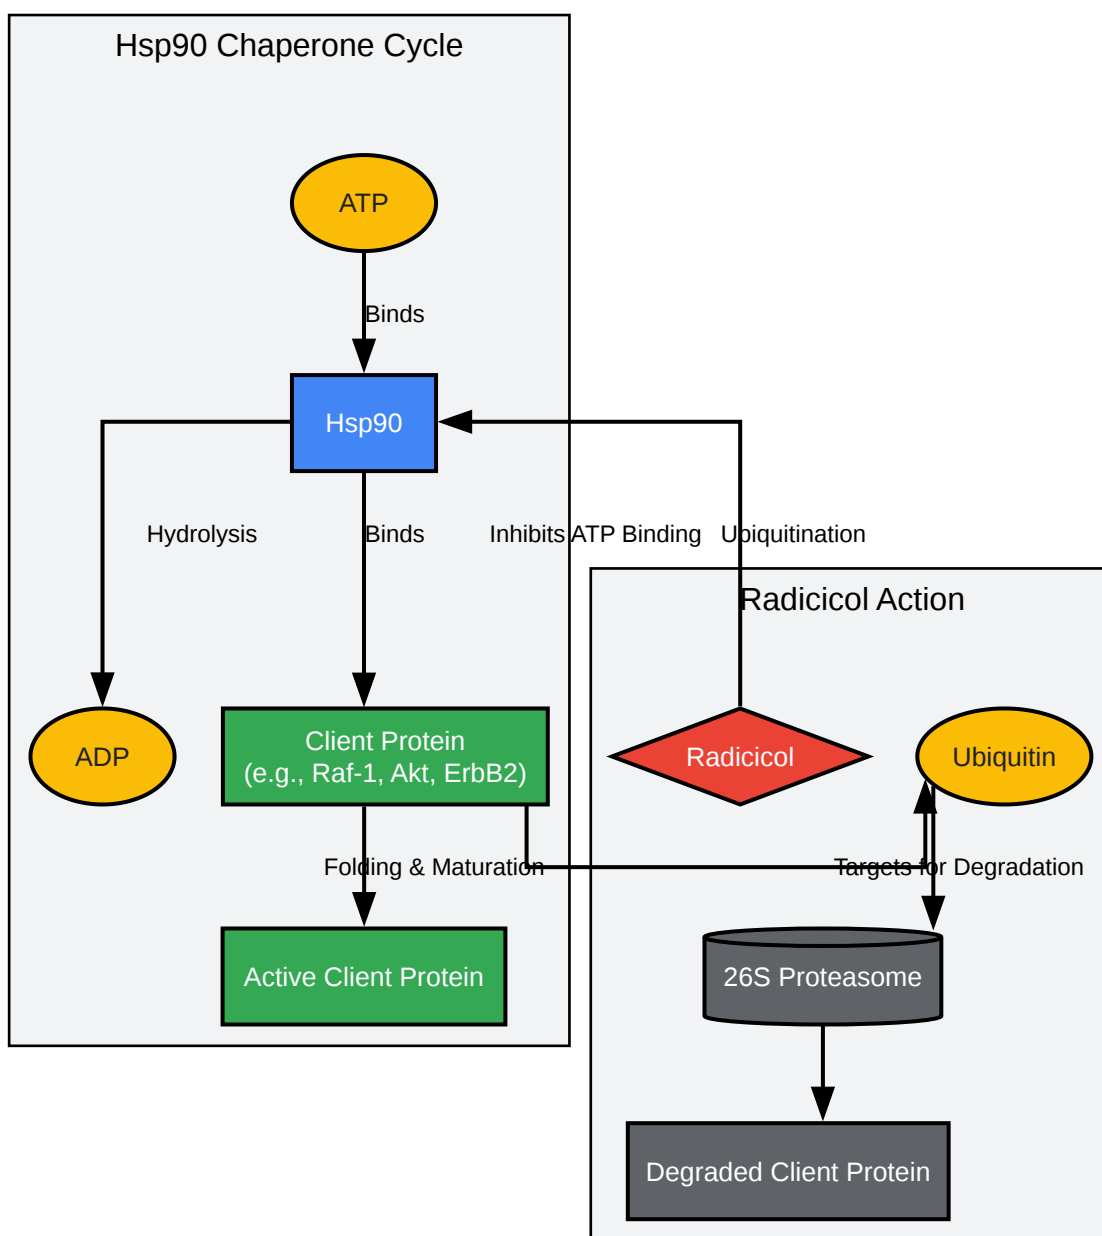 Hsp90 Chaperone Cycle
ATP
Binds
Hsp90
Hydrolysis
Binds
Inhibits ATP Binding
Ubiquitination
Radicicol Action
ADP
Client Protein
(e.g., Raf-1, Akt, ErbB2)
Radicicol
Ubiquitin
Folding & Maturation
Targets for Degradation
Active Client Protein
26S Proteasome
Degraded Client Protein